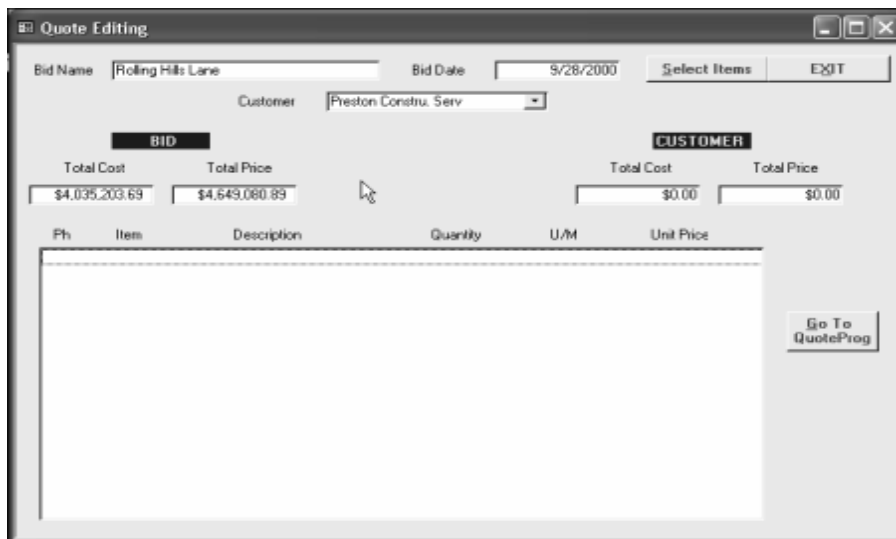 Quote Editing
Bid Name Rolling Hills Lane Bid Date 9/28/2000 Select Items EXIT
Customer Preston Constru. Serv
BID CUSTOMER
Total Cost Total Price Total Cost Total Price
$4,035,203.69 $4,649,080.89 $0.00 $0.00
Ph Item Description Quantity U/M Unit Price
Go To
QuoteProg